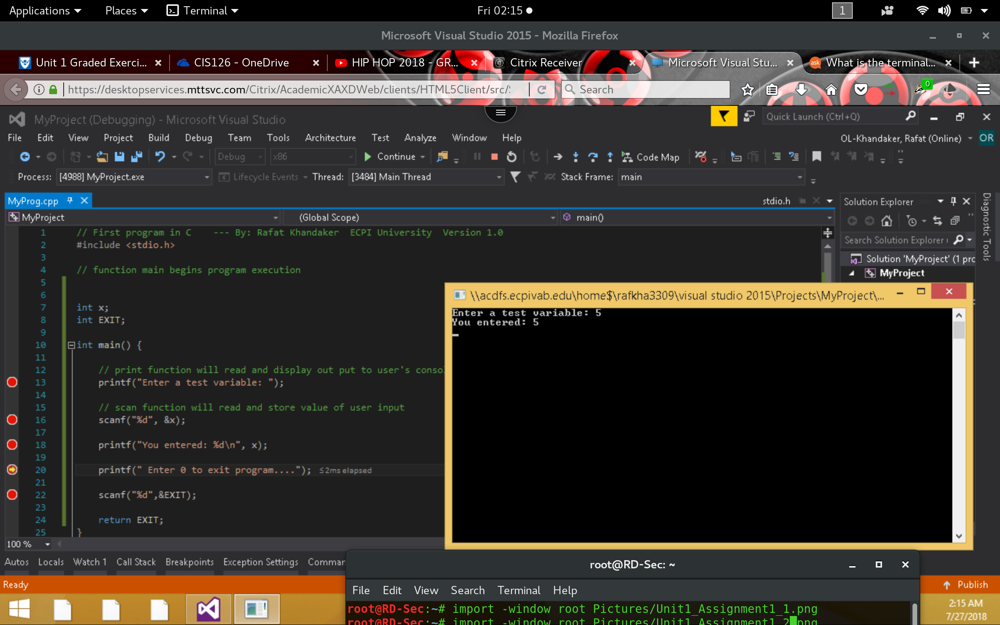 Applications Places Terminal Fri 02:15 1
Microsoft Visual Studio 2015 - Mozilla Firefox
Unit 1 Graded Exerci... CIS126 - OneDrive HIP HOP 2018 - GR... Citrix Receiver Microsoft Visual Stu... ask What is the terminal...
https://desktopservices.mttsvc.com/Citrix/AcademicXAXDWeb/clients/HTML5Client/src/ Search 0
MyProject (Debugging) - Microsoft Visual Studio Quick Launch (Ctrl+Q)
File Edit View Project Build Debug Team Tools Architecture Test Analyze Window Help OL-Khandaker, Rafat (Online) OR
Debug x86 Continue Code Map
Process: [4988] MyProject.exe Lifecycle Events Thread: [3484] Main Thread Stack Frame: main
MyProg.cpp stdio.h
MyProject (Global Scope) main()
1 // First program in C --- By: Rafat Khandaker ECPI University Version 1.0
2 #include <stdio.h>
3
4 // function main begins program execution
5
6
7 int x;
8 int EXIT;
9
10 int main() {
11
12 // print function will read and display out put to user's conso
13 printf("Enter a test variable: ");
14
15 // scan function will read and store value of user input
16 scanf("%d", &x);
17
18 printf("You entered: %d\n", x);
19
20 printf(" Enter 0 to exit program...."); ≤2ms elapsed
21
22 scanf("%d",&EXIT);
23
24 return EXIT;
25 }
100 %
Solution Explorer
Search Solution Explorer
Solution 'MyProject' (1 pro
MyProject
Diagnostic Tools
\\acdfs.ecpivab.edu\home$\rafkha3309\visual studio 2015\Projects\MyProject\...
Enter a test variable: 5
You entered: 5
Autos Locals Watch 1 Call Stack Breakpoints Exception Settings Comman
Ready Publish
root@RD-Sec: ~
File Edit View Search Terminal Help
root@RD-Sec:~# import -window root Pictures/Unit1_Assignment1_1.png
root@RD-Sec:~# import -window root Pictures/Unit1_Assignment1_2.png
2:15 AM
7/27/2018